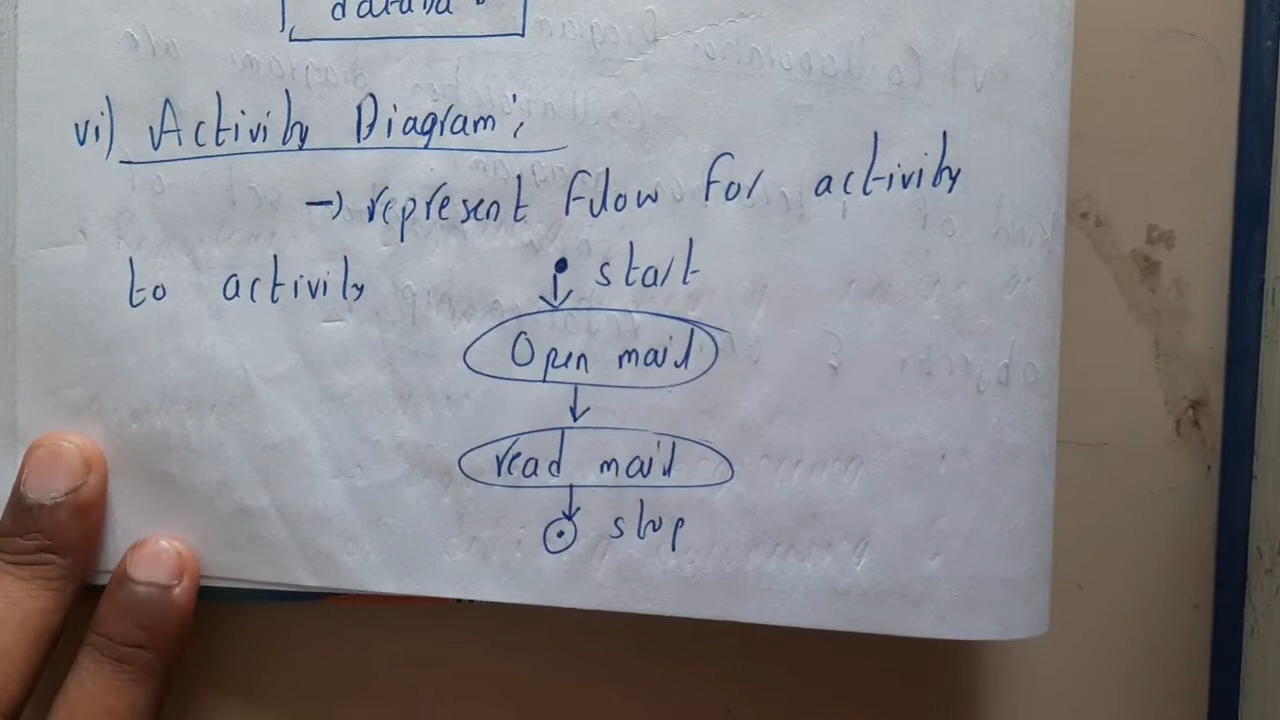 vi) Activity Diagram:
→ represent flow for activity
to activity
start
Open mail
read mail
stop